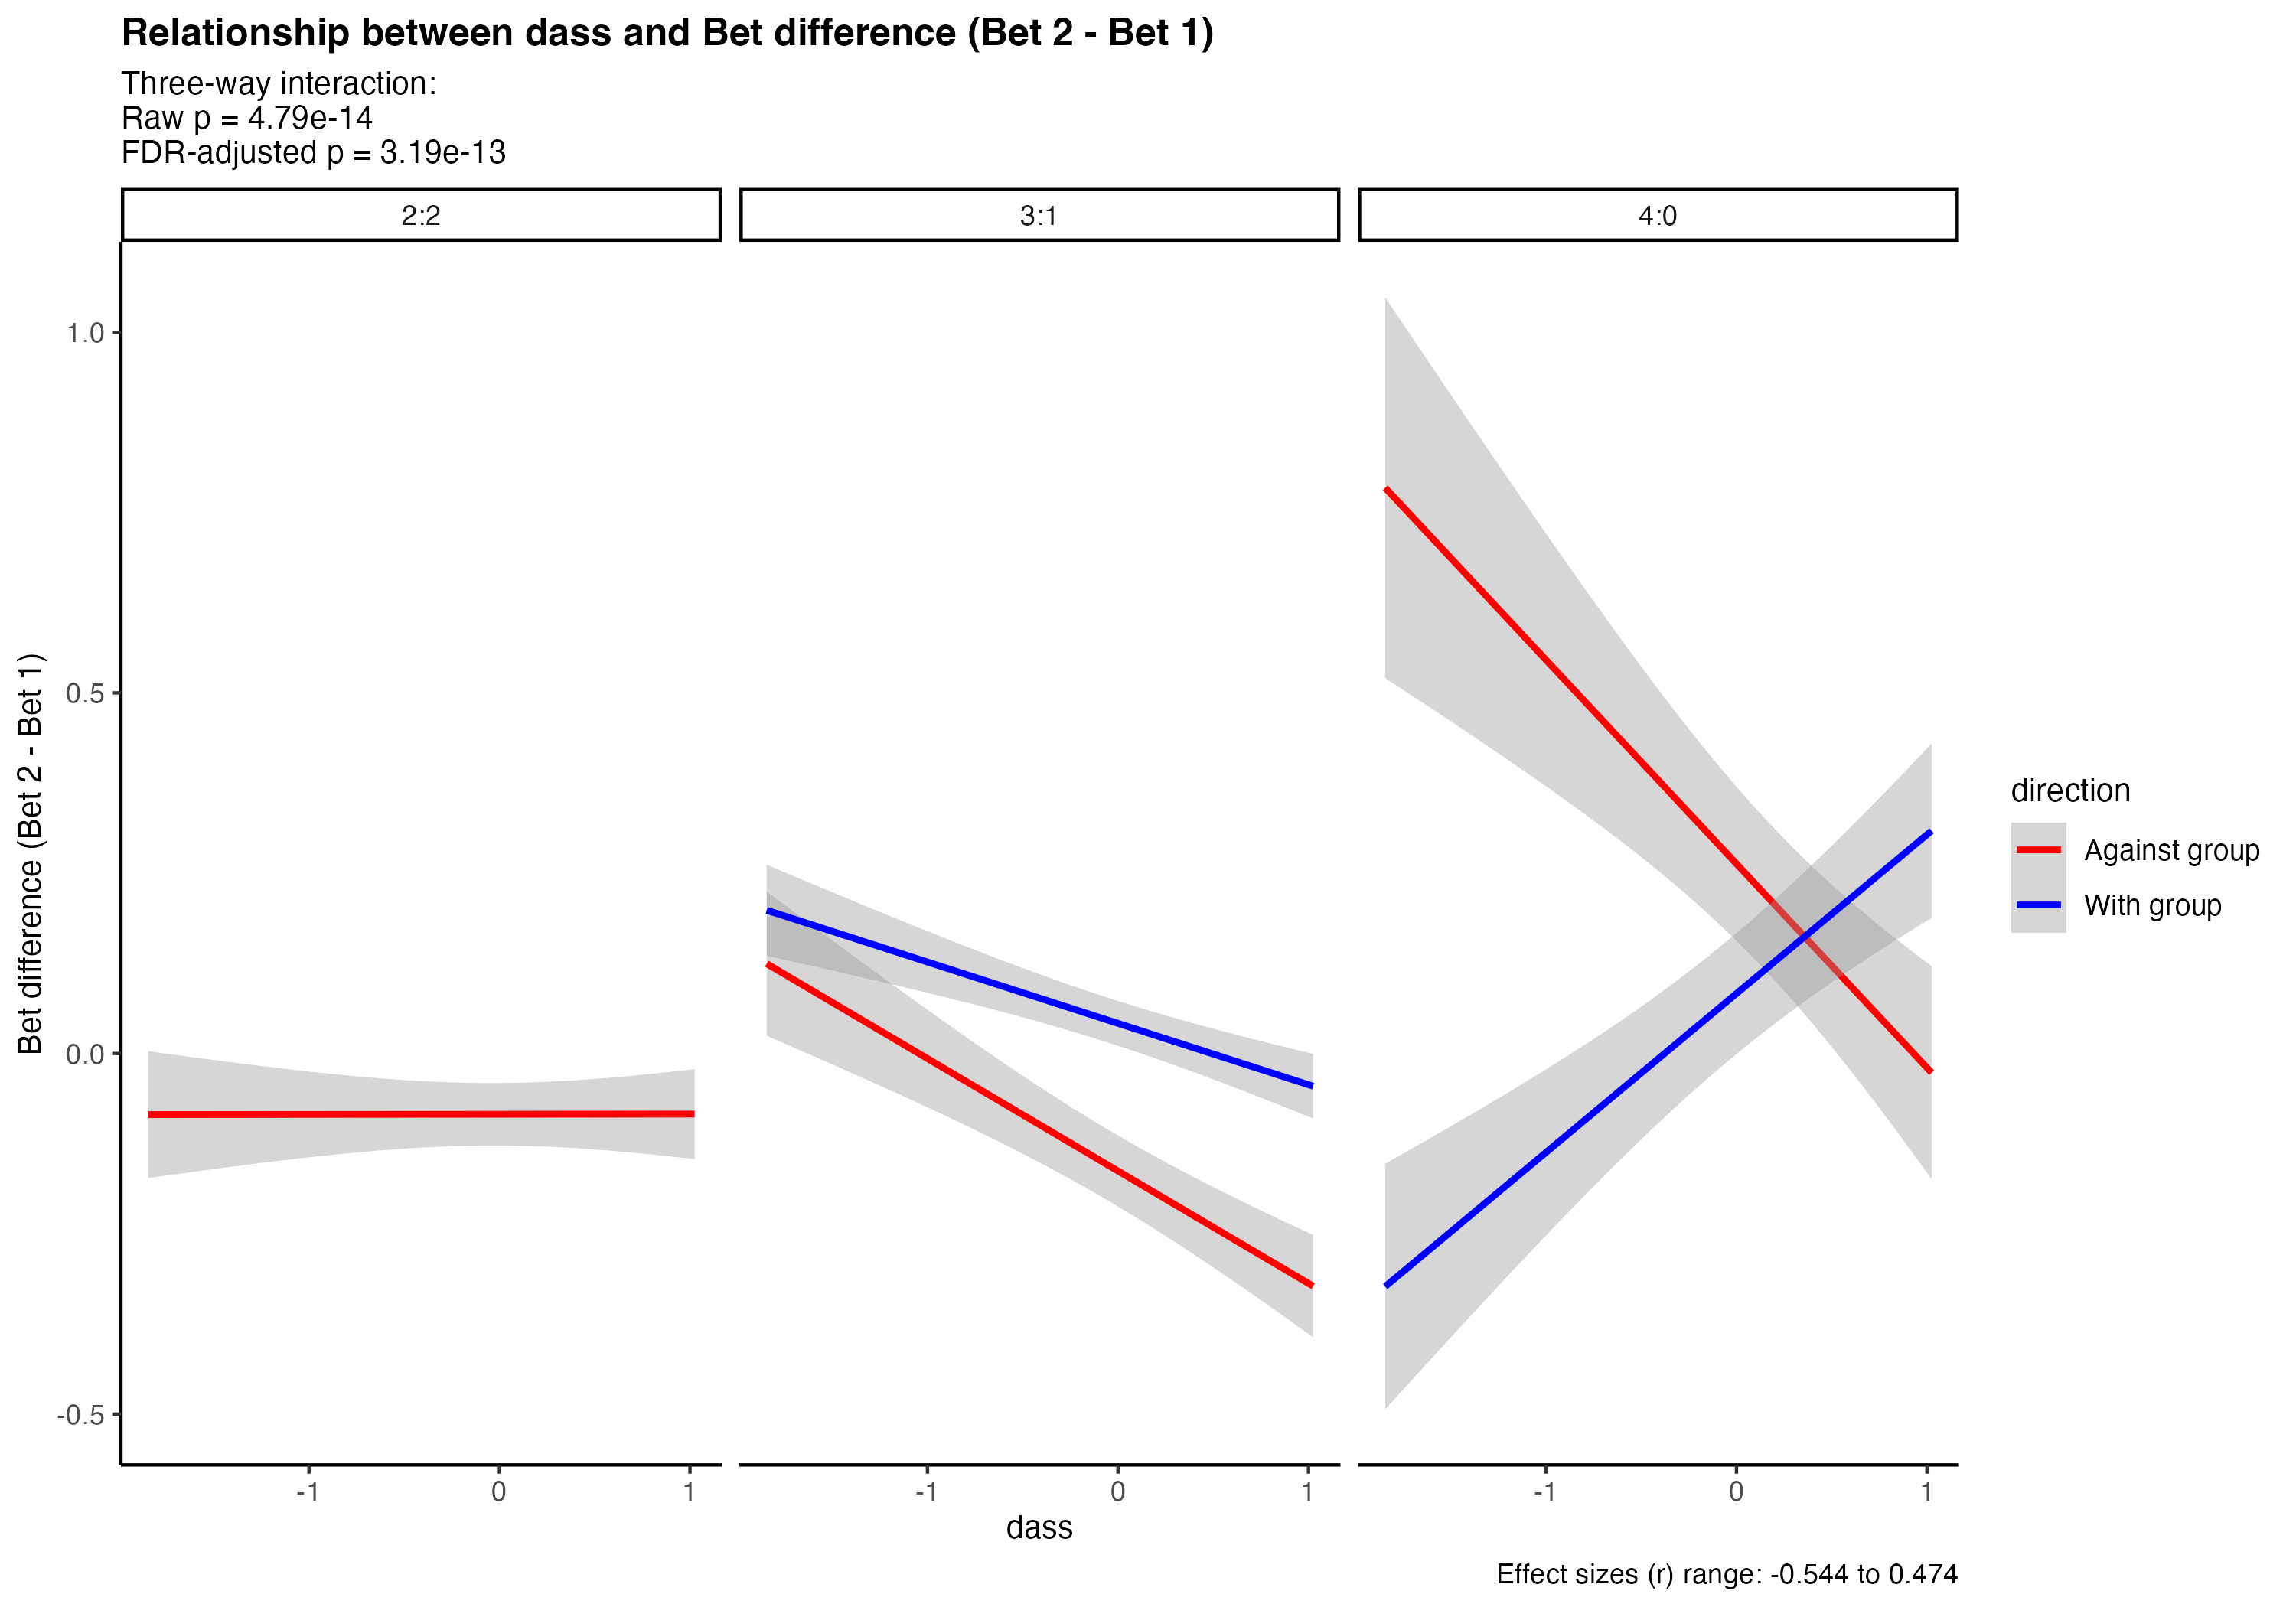 Relationship between dass and Bet difference (Bet 2 - Bet 1)
Three-way interaction:
Raw p = 4.79e-14
FDR-adjusted p = 3.19e-13
2:2
3:1
4:0
Bet difference (Bet 2 - Bet 1)
1.0
0.5
0.0
-0.5
-1 0 1
-1 0 1
-1 0 1
dass
direction
Against group
With group
Effect sizes (r) range: -0.544 to 0.474